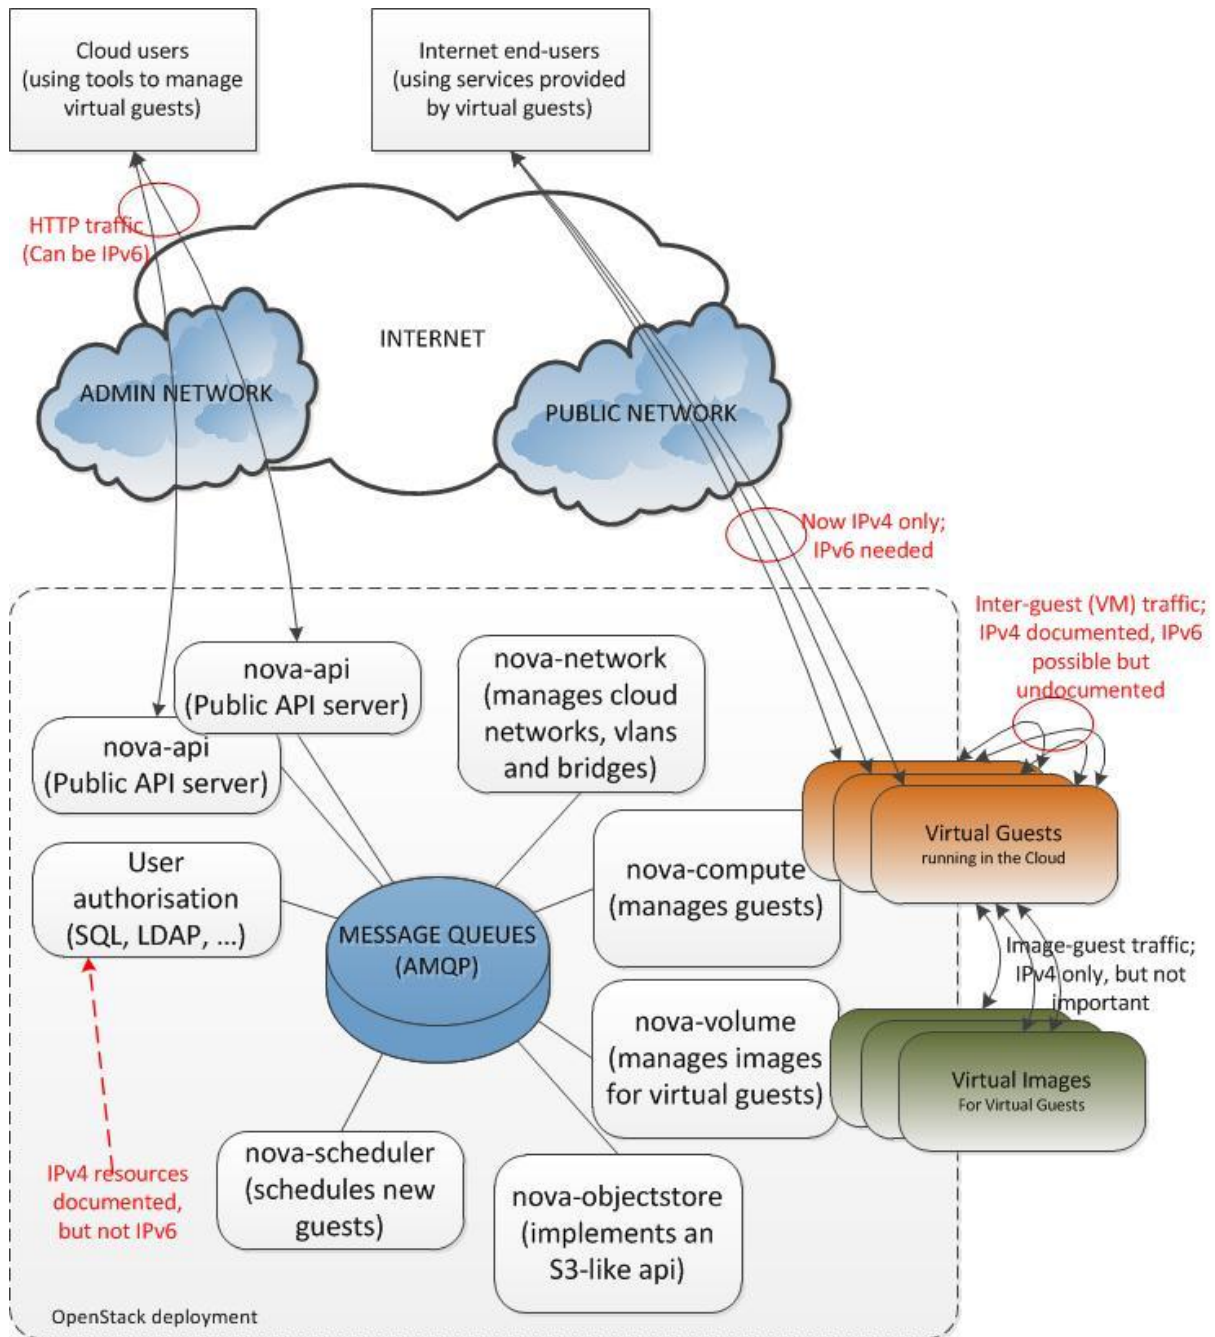 Cloud users
(using tools to manage
virtual guests)
Internet end-users
(using services provided
by virtual guests)
HTTP traffic
(Can be IPv6)
INTERNET
ADMIN NETWORK
PUBLIC NETWORK
Now IPv4 only;
IPv6 needed
Inter-guest (VM) traffic;
IPv4 documented, IPv6
possible but
undocumented
nova-api
(Public API server)
nova-network
(manages cloud
networks, vlans
and bridges)
nova-api
(Public API server)
Virtual Guests
running in the Cloud
User
authorisation
(SQL, LDAP, ...)
nova-compute
(manages guests)
MESSAGE QUEUES
(AMQP)
Image-guest traffic;
IPv4 only, but not
important
nova-volume
(manages images
for virtual guests)
Virtual Images
For Virtual Guests
nova-scheduler
(schedules new
guests)
IPv4 resources
documented,
but not IPv6
nova-objectstore
(implements an
S3-like api)
OpenStack deployment